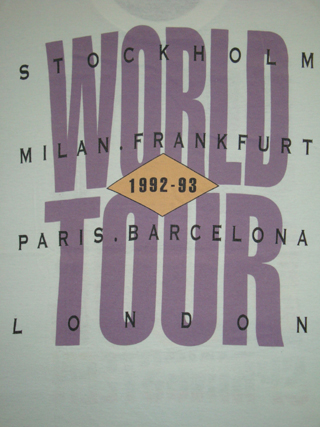 STOCKHOLM
WORLD
MILAN.FRANKFURT
1992-93
PARIS.BARCELONA
TOUR
LONDON